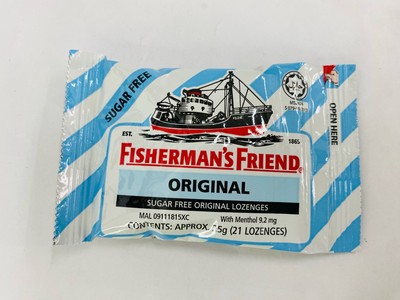 SUGAR FREE
OPEN HERE
EST. 1865
FISHERMAN'S FRIEND
ORIGINAL
SUGAR FREE ORIGINAL LOZENGES
MAL 09111815XC With Menthol 9.2 mg
CONTENTS: APPROX. 25g (21 LOZENGES)